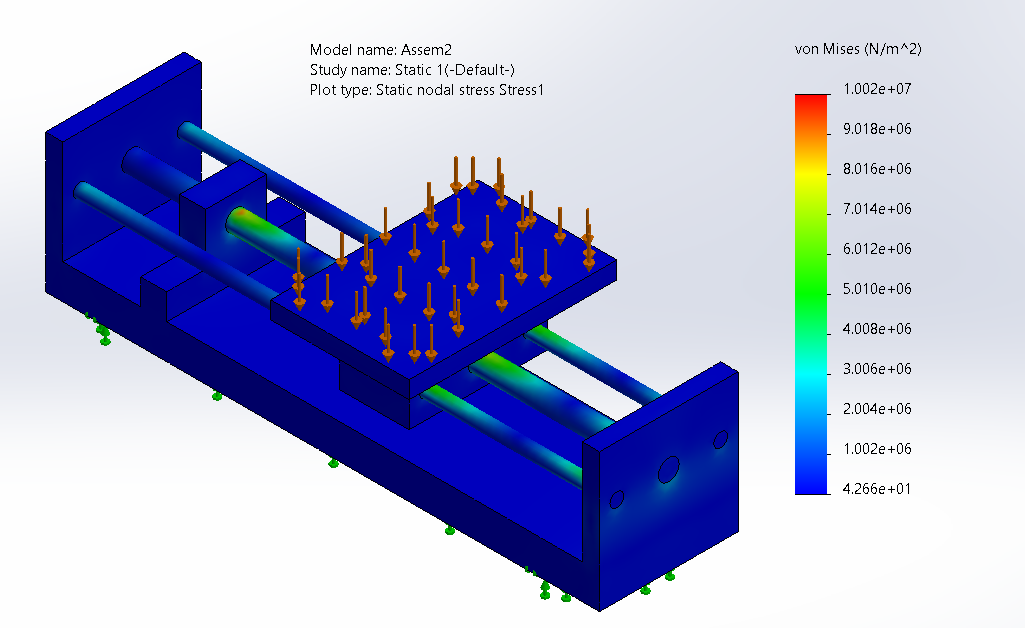 Model name: Assem2
Study name: Static 1(-Default-)
Plot type: Static nodal stress Stress1
von Mises (N/m^2)
1.002e+07
9.018e+06
8.016e+06
7.014e+06
6.012e+06
5.010e+06
4.008e+06
3.006e+06
2.004e+06
1.002e+06
4.266e+01